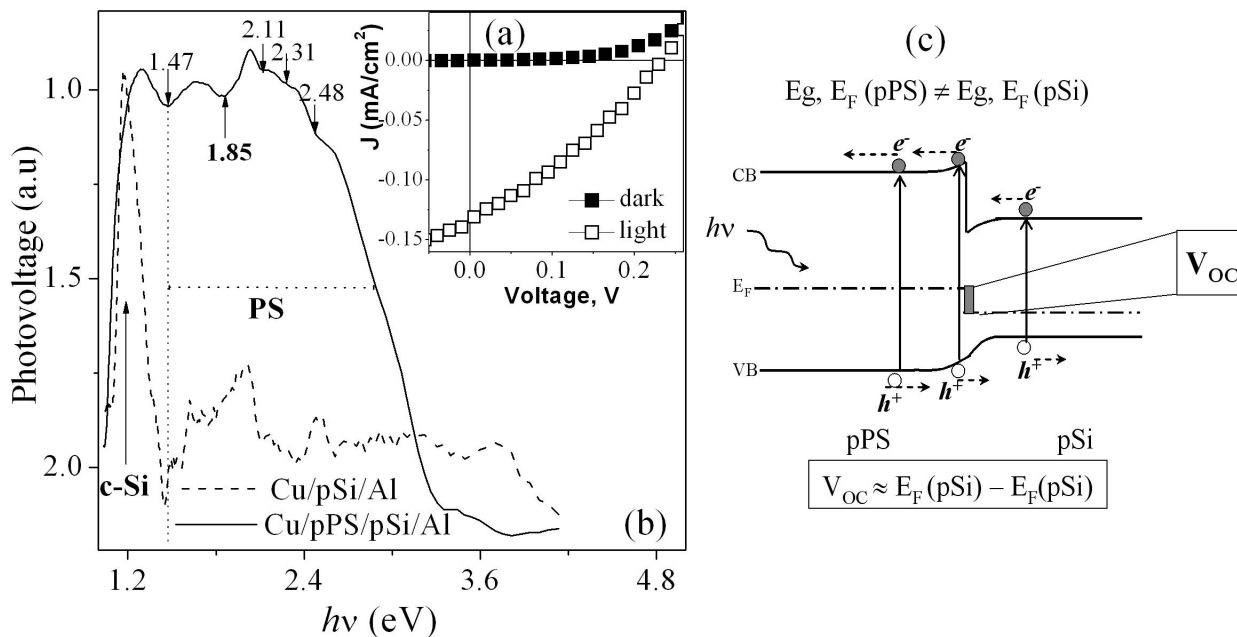 (a)
J (mA/cm²)
0.00
-0.05
-0.10
-0.15
0.0
0.1
0.2
Voltage, V
dark
light
(b)
Photovoltage (a.u)
1.0
1.5
2.0
1.2
2.4
3.6
4.8
hν (eV)
1.47
1.85
2.11
2.31
2.48
PS
c-Si
Cu/pSi/Al
Cu/pPS/pSi/Al
(c)
Eg, E_F (pPS) ≠ Eg, E_F (pSi)
e⁻
e⁻
e⁻
CB
hν
E_F
V_OC
VB
h⁺
h⁺
h⁺
pPS
pSi
V_OC ≈ E_F (pSi) – E_F(pSi)